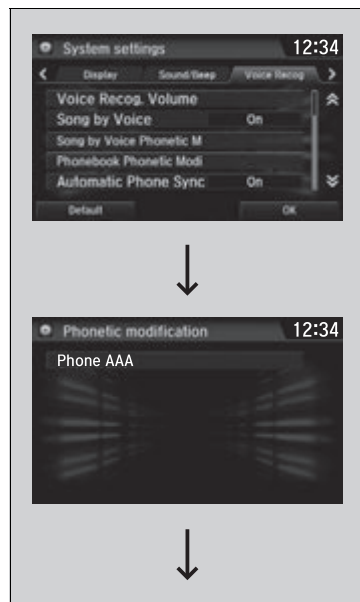 System settings 12:34
Display Sound/Beep Voice Recog
Voice Recog. Volume
Song by Voice On
Song by Voice Phonetic M
Phonebook Phonetic Modi
Automatic Phone Sync On
Default OK
Phonetic modification 12:34
Phone AAA